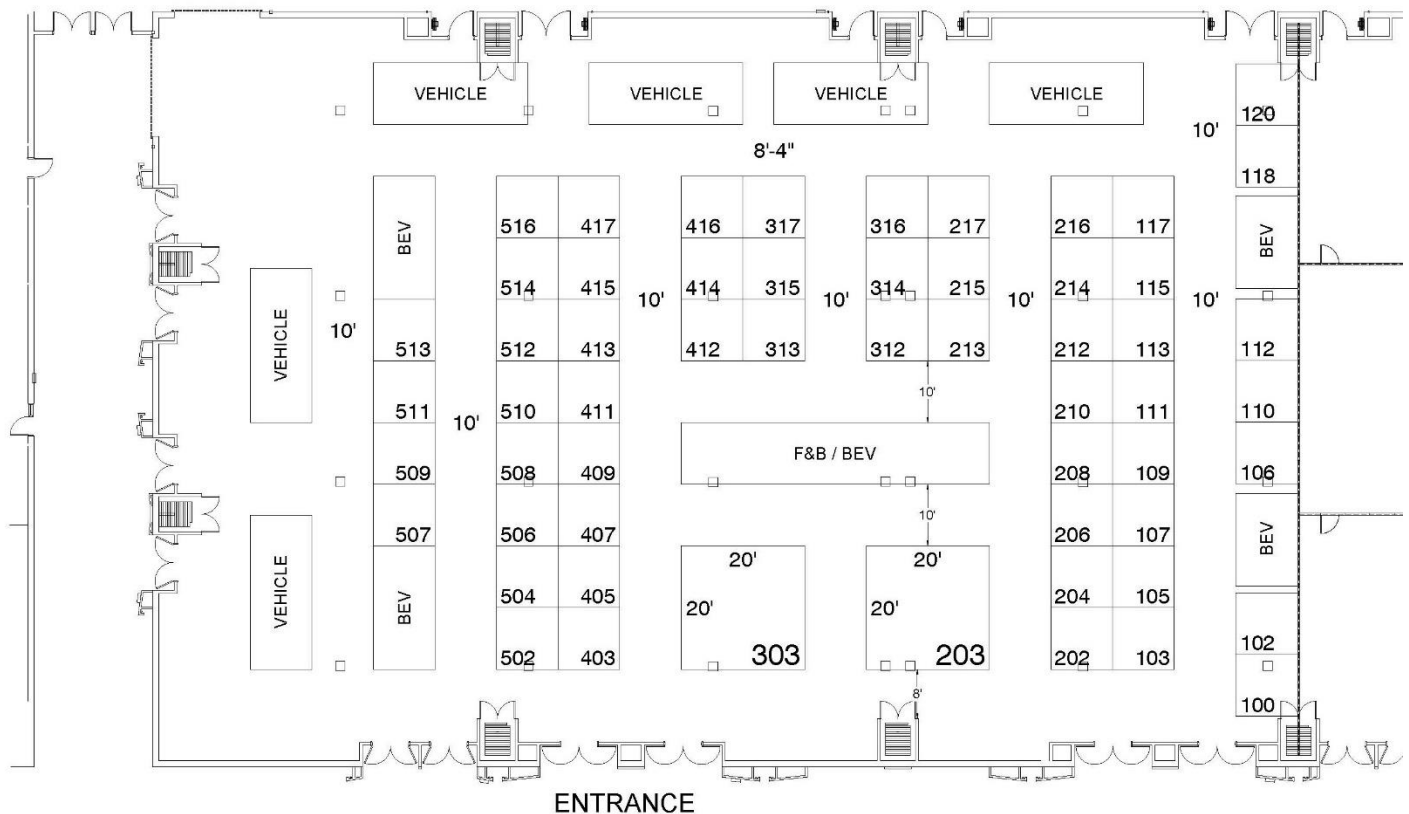 VEHICLE VEHICLE VEHICLE VEHICLE
120
10'
8'-4"
118
BEV 516 417 416 317 316 217 216 117 BEV
514 415 414 315 314 215 214 115
10' 10' 10' 10'
VEHICLE 10' 513 512 413 412 313 312 213 212 113 112
10'
511 10' 510 411 210 111 110
F&B / BEV
509 508 409 208 109 106
10'
507 506 407 206 107 BEV
20' 20'
VEHICLE BEV 504 405 20' 20' 204 105
502 403 303 203 202 103 102
8'
100
ENTRANCE